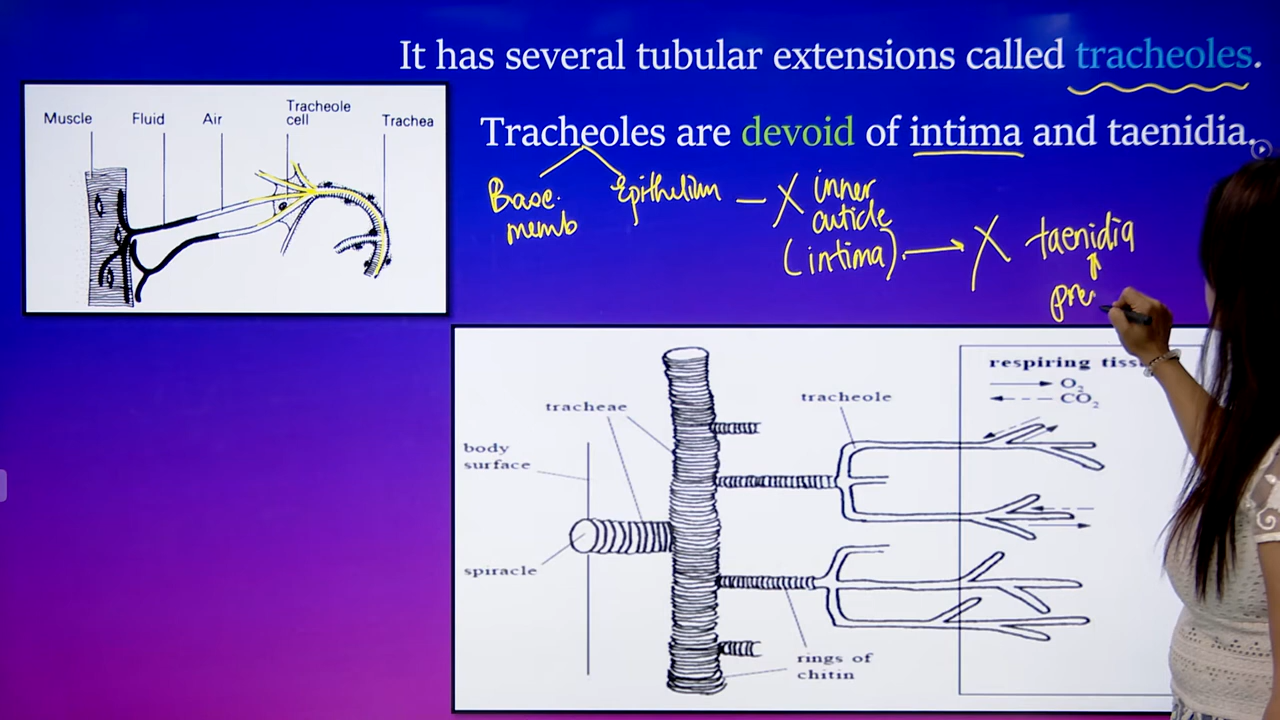 It has several tubular extensions called tracheoles.
Tracheoles are devoid of intima and taenidia.
Base.
memb
Epithelium – X inner
cuticle
(intima). → X taenidia
pre
Muscle
Fluid
Air
Tracheole
cell
Trachea
respiring tiss
O₂
CO₂
tracheae
tracheole
body
surface
spiracle
rings of
chitin